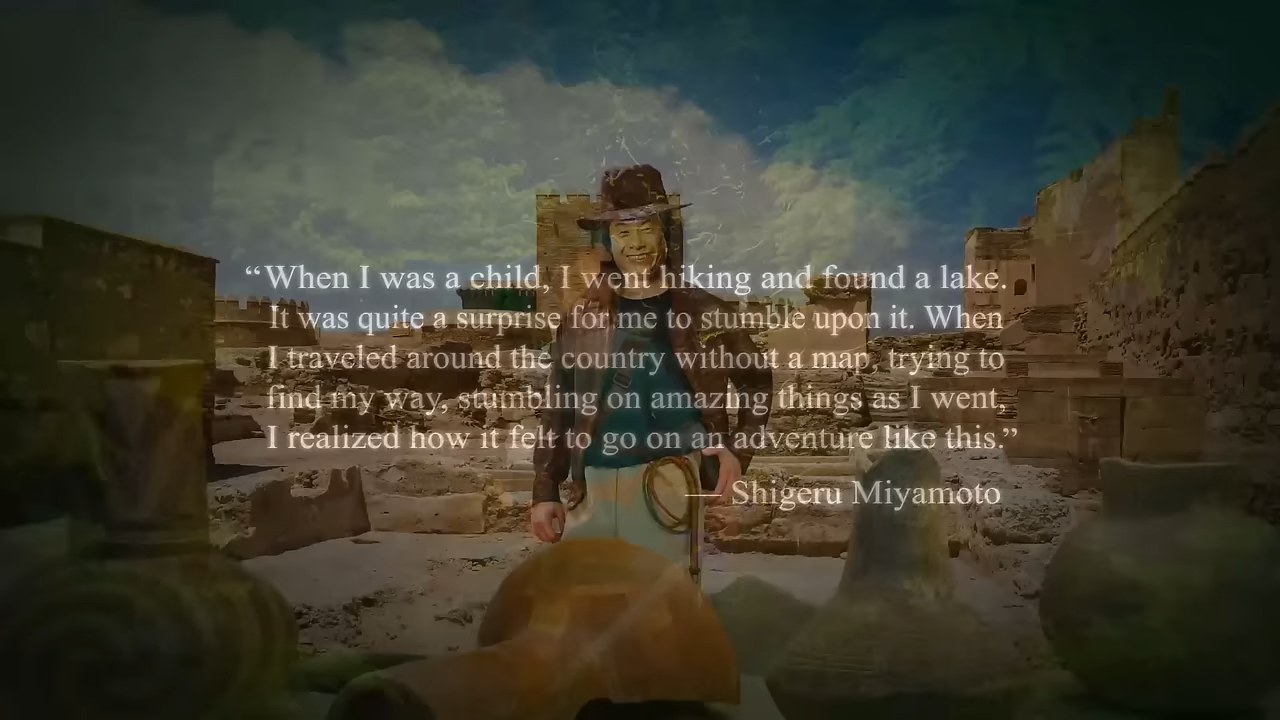 “When I was a child, I went hiking and found a lake.
It was quite a surprise for me to stumble upon it. When
I traveled around the country without a map, trying to
find my way, stumbling on amazing things as I went,
I realized how it felt to go on an adventure like this.”
— Shigeru Miyamoto